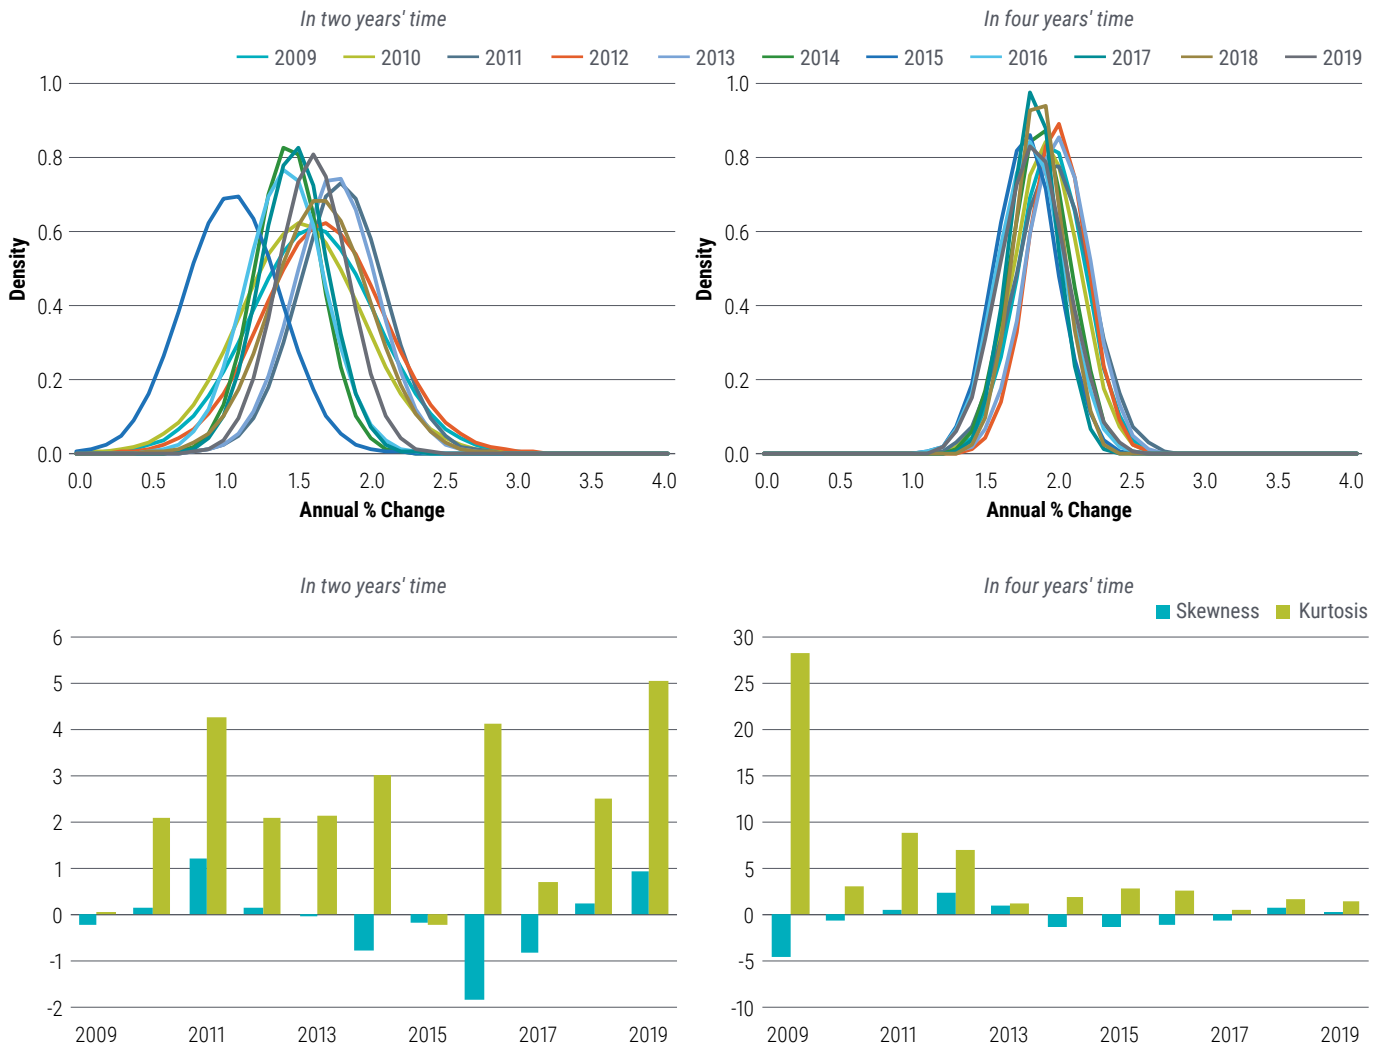 In two years' time
In four years' time
2009 2010 2011 2012 2013 2014 2015 2016 2017 2018 2019
1.0
0.8
0.6
0.4
0.2
0.0
Density
0.0 0.5 1.0 1.5 2.0 2.5 3.0 3.5 4.0
Annual % Change
1.0
0.8
0.6
0.4
0.2
0.0
Density
0.0 0.5 1.0 1.5 2.0 2.5 3.0 3.5 4.0
Annual % Change
In two years' time
6
5
4
3
2
1
0
-1
-2
2009 2011 2013 2015 2017 2019
In four years' time
Skewness Kurtosis
30
25
20
15
10
5
0
-5
-10
2009 2011 2013 2015 2017 2019